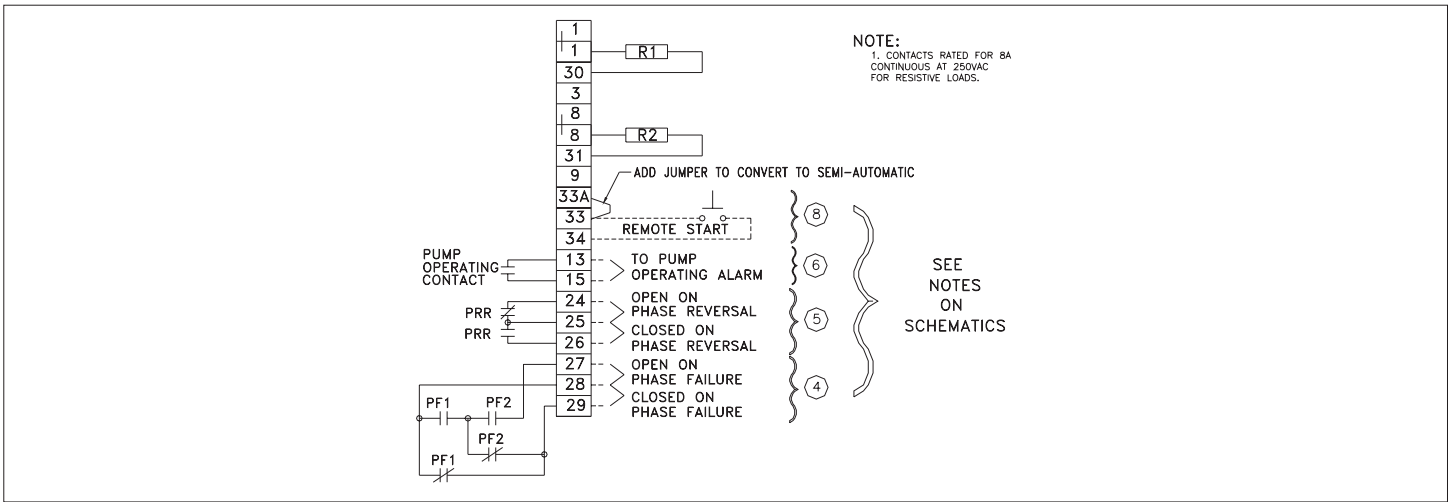 NOTE:
1. CONTACTS RATED FOR 8A
CONTINUOUS AT 250VAC
FOR RESISTIVE LOADS.
1
1
R1
30
3
8
8
R2
31
9
ADD JUMPER TO CONVERT TO SEMI-AUTOMATIC
33A
33
REMOTE START
34
8
PUMP
OPERATING
CONTACT
13
15
TO PUMP
OPERATING ALARM
6
PRR
PRR
24
25
26
OPEN ON
PHASE REVERSAL
CLOSED ON
PHASE REVERSAL
5
27
28
29
OPEN ON
PHASE FAILURE
CLOSED ON
PHASE FAILURE
4
PF1
PF2
PF2
PF1
SEE
NOTES
ON
SCHEMATICS